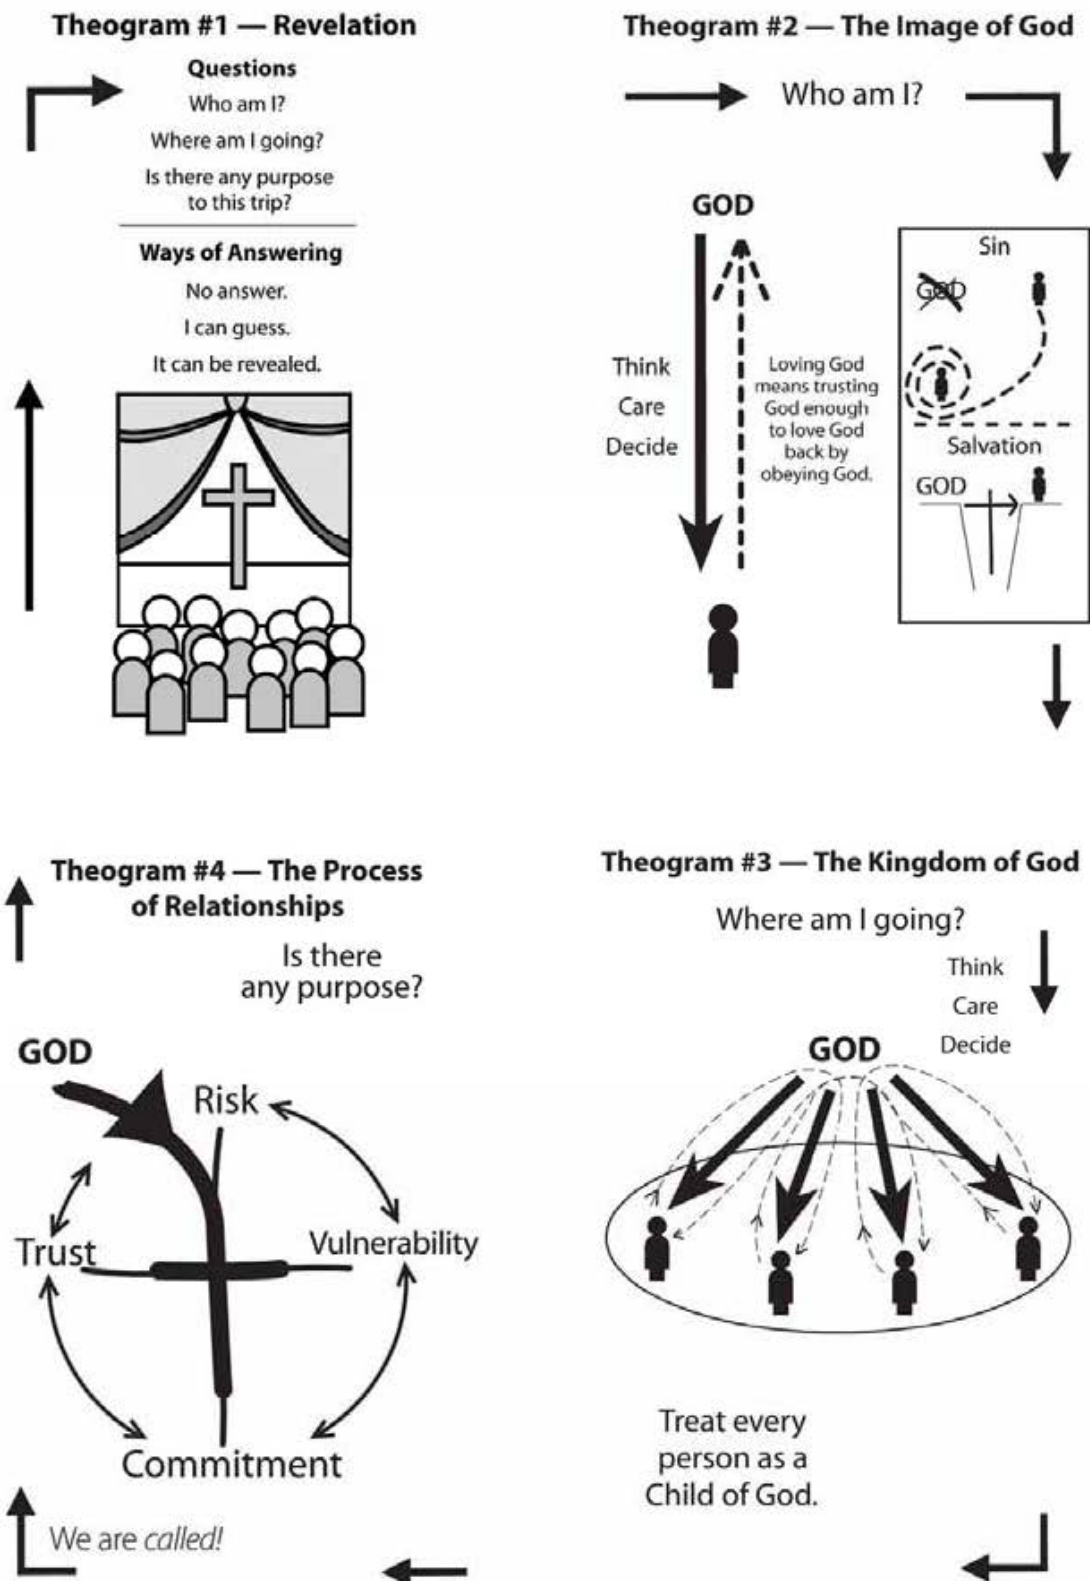 Theogram #1 — Revelation
Questions
Who am I?
Where am I going?
Is there any purpose
to this trip?
Ways of Answering
No answer.
I can guess.
It can be revealed.
Theogram #2 — The Image of God
Who am I?
GOD
Think
Care
Decide
Loving God
means trusting
God enough
to love God
back by
obeying God.
Sin
GOD
Salvation
GOD
Theogram #3 — The Kingdom of God
Where am I going?
Think
Care
Decide
GOD
Treat every
person as a
Child of God.
Theogram #4 — The Process
of Relationships
Is there
any purpose?
GOD
Risk
Trust
Vulnerability
Commitment
We are called!